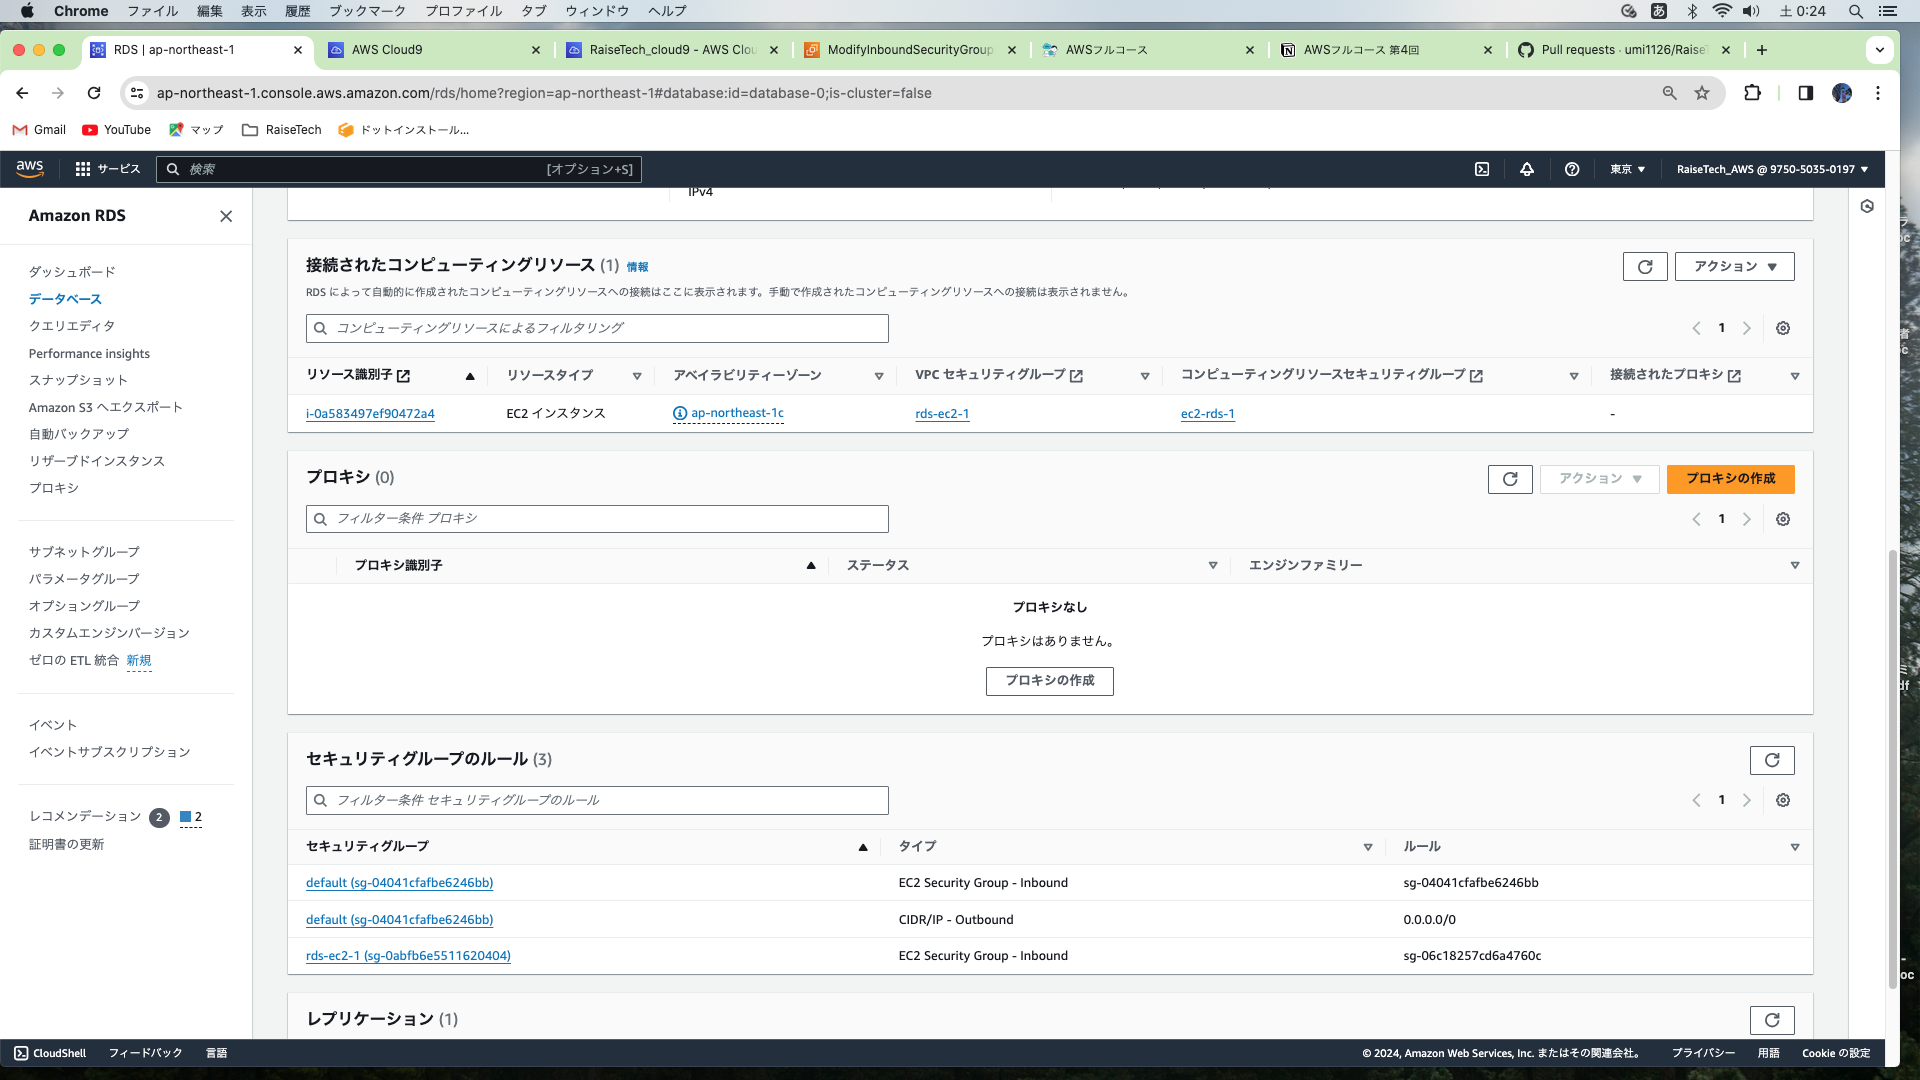 Chrome ファイル 編集 表示 履歴 ブックマーク プロファイル タブ ウィンドウ ヘルプ あ 土 0:24
RDS | ap-northeast-1 AWS Cloud9 RaiseTech_cloud9 - AWS Clou ModifyInboundSecurityGroup AWSフルコース AWSフルコース 第4回 Pull requests · umi1126/RaiseT
ap-northeast-1.console.aws.amazon.com/rds/home?region=ap-northeast-1#database:id=database-0;is-cluster=false
Gmail YouTube マップ RaiseTech ドットインストール...
aws サービス 検索 [オプション+S] 東京 RaiseTech_AWS @ 9750-5035-0197
IPv4
Amazon RDS
ダッシュボード
データベース
クエリエディタ
Performance insights
スナップショット
Amazon S3 へエクスポート
自動バックアップ
リザーブドインスタンス
プロキシ
サブネットグループ
パラメータグループ
オプショングループ
カスタムエンジンバージョン
ゼロの ETL 統合 新規
イベント
イベントサブスクリプション
レコメンデーション 2 2
証明書の更新
接続されたコンピューティングリソース (1) 情報
アクション
RDS によって自動的に作成されたコンピューティングリソースへの接続はここに表示されます。手動で作成されたコンピューティングリソースへの接続は表示されません。
コンピューティングリソースによるフィルタリング
1
リソース識別子 リソースタイプ アベイラビリティーゾーン VPC セキュリティグループ コンピューティングリソースセキュリティグループ 接続されたプロキシ
i-0a583497ef90472a4 EC2 インスタンス ap-northeast-1c rds-ec2-1 ec2-rds-1 -
プロキシ (0)
アクション プロキシの作成
フィルター条件 プロキシ
1
プロキシ識別子 ステータス エンジンファミリー
プロキシなし
プロキシはありません。
プロキシの作成
セキュリティグループのルール (3)
フィルター条件 セキュリティグループのルール
1
セキュリティグループ タイプ ルール
default (sg-04041cfafbe6246bb) EC2 Security Group - Inbound sg-04041cfafbe6246bb
default (sg-04041cfafbe6246bb) CIDR/IP - Outbound 0.0.0.0/0
rds-ec2-1 (sg-0abfb6e5511620404) EC2 Security Group - Inbound sg-06c18257cd6a4760c
レプリケーション (1)
CloudShell フィードバック 言語 © 2024, Amazon Web Services, Inc. またはその関連会社。 プライバシー 用語 Cookie の設定